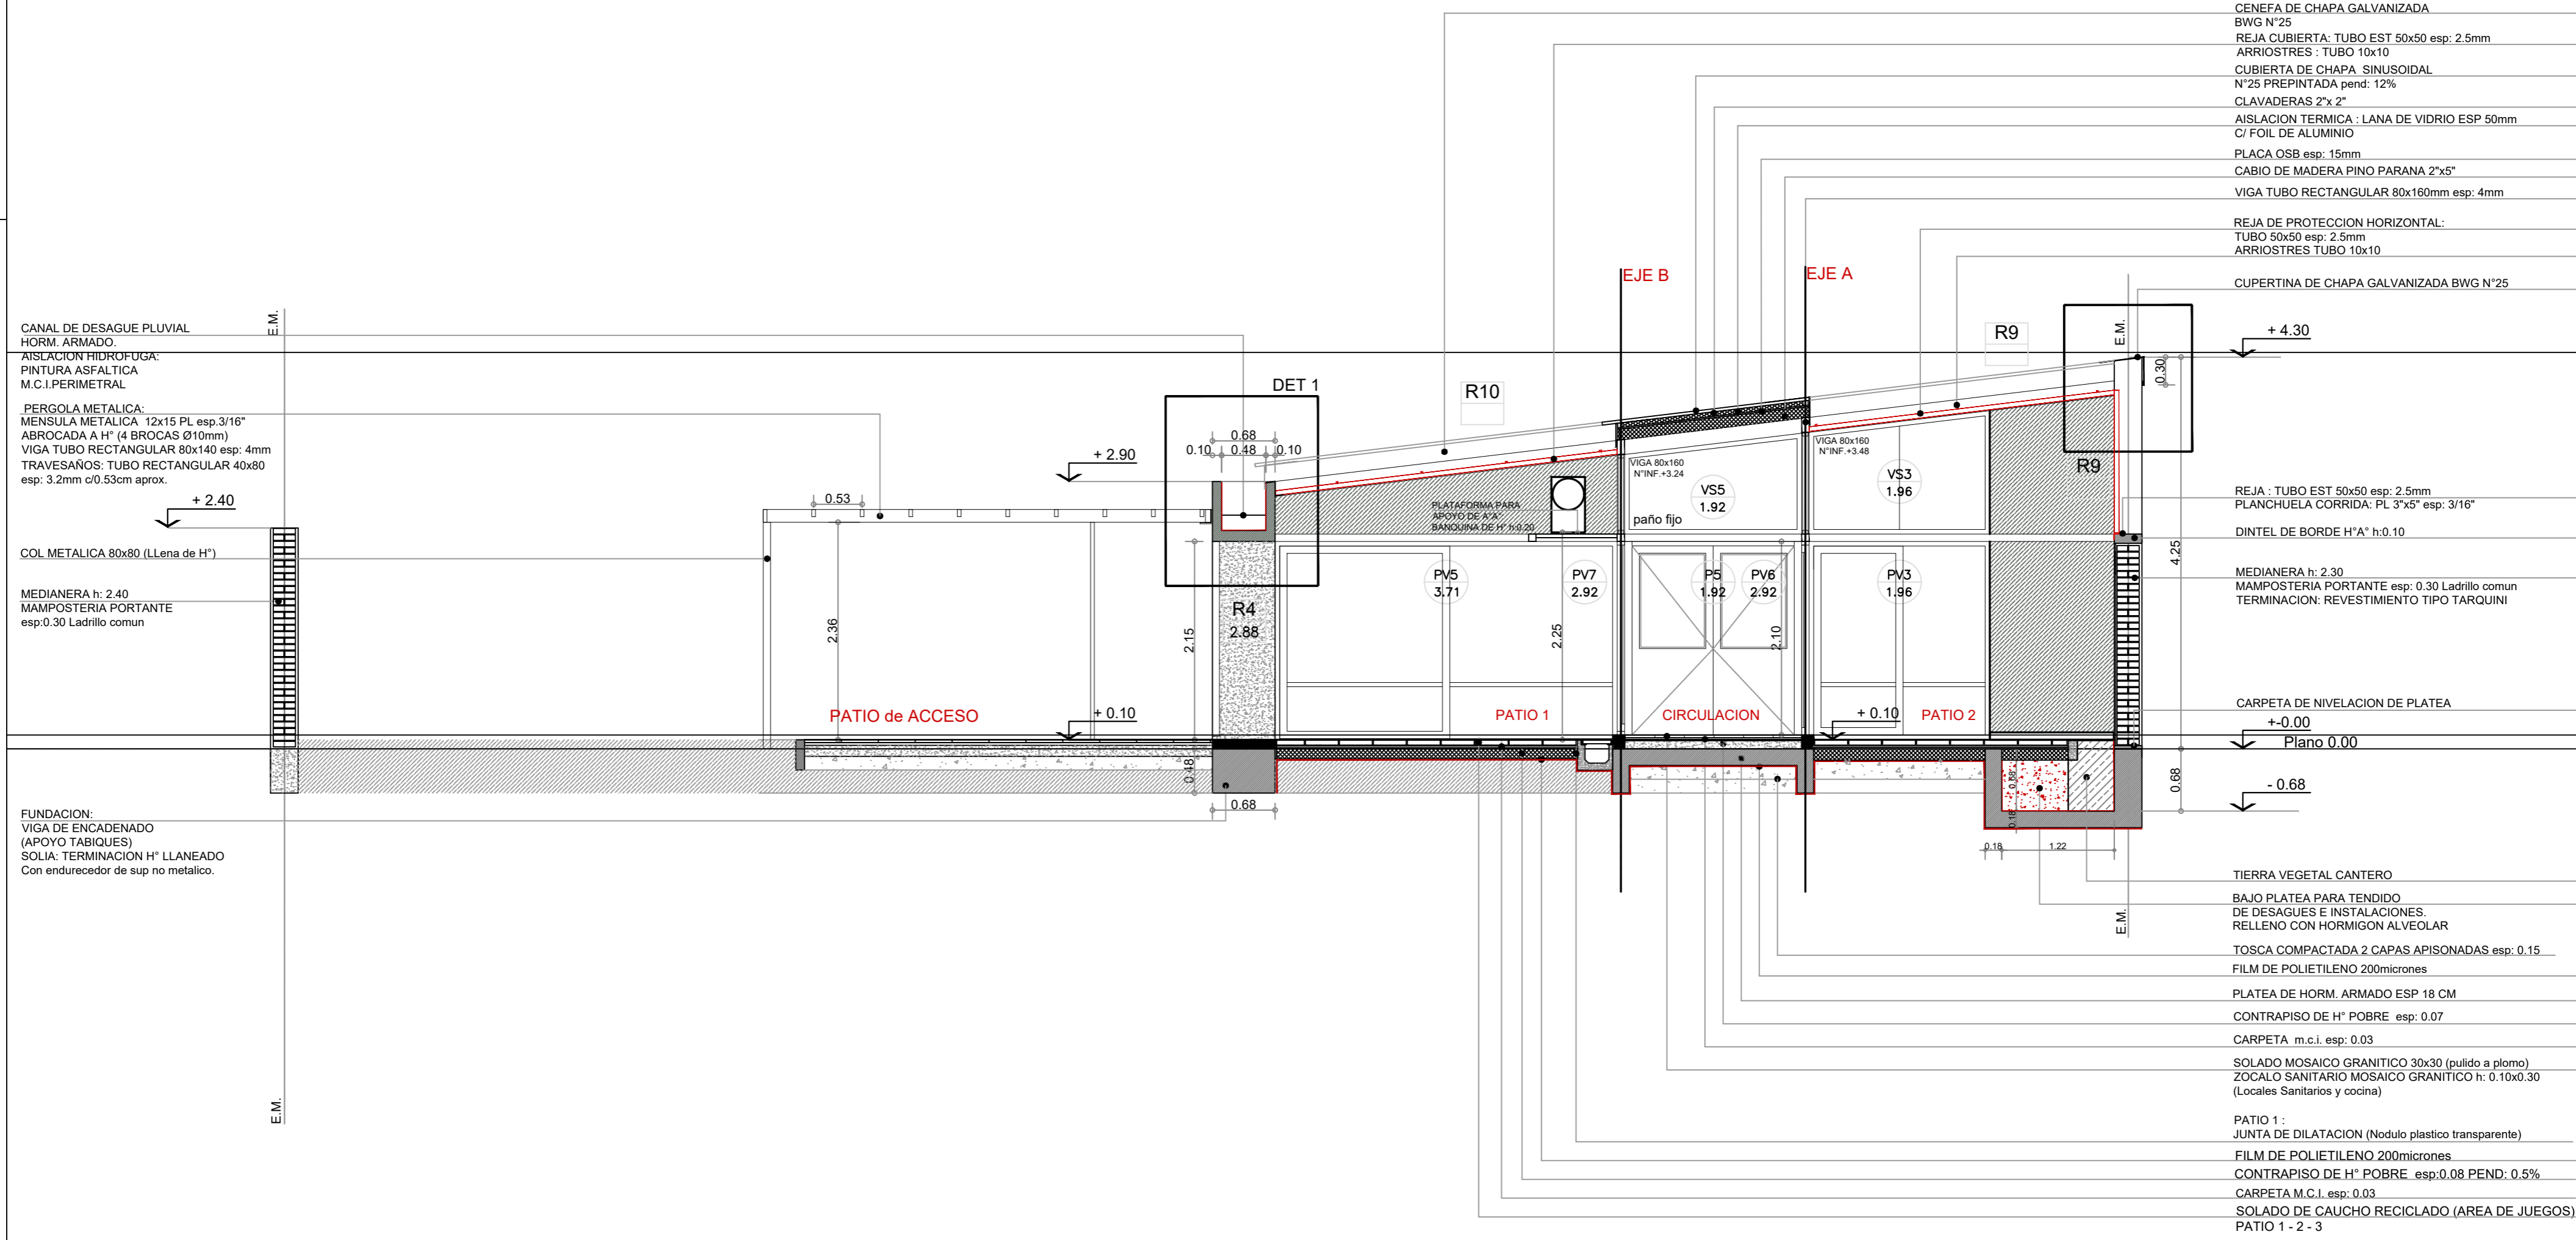 CENEFA DE CHAPA GALVANIZADA
BWG N°25
REJA CUBIERTA: TUBO EST 50x50 esp: 2.5mm
ARRIOSTRES : TUBO 10x10
CUBIERTA DE CHAPA SINUSOIDAL
N°25 PREPINTADA pend: 12%
CLAVADERAS 2"x 2"
AISLACION TERMICA : LANA DE VIDRIO ESP 50mm
C/ FOIL DE ALUMINIO
PLACA OSB esp: 15mm
CABIO DE MADERA PINO PARANA 2"x5"
VIGA TUBO RECTANGULAR 80x160mm esp: 4mm
REJA DE PROTECCION HORIZONTAL:
TUBO 50x50 esp: 2.5mm
ARRIOSTRES TUBO 10x10
CUPERTINA DE CHAPA GALVANIZADA BWG N°25
EJE B
EJE A
E.M.
E.M.
CANAL DE DESAGUE PLUVIAL
HORM. ARMADO.
AISLACION HIDROFUGA:
PINTURA ASFALTICA
M.C.I.PERIMETRAL
PERGOLA METALICA:
MENSULA METALICA 12x15 PL esp.3/16"
ABROCADA A H° (4 BROCAS Ø10mm)
VIGA TUBO RECTANGULAR 80x140 esp: 4mm
TRAVESAÑOS: TUBO RECTANGULAR 40x80
esp: 3.2mm c/0.53cm aprox.
+ 2.40
COL METALICA 80x80 (LLena de H°)
MEDIANERA h: 2.40
MAMPOSTERIA PORTANTE
esp:0.30 Ladrillo comun
FUNDACION:
VIGA DE ENCADENADO
(APOYO TABIQUES)
SOLIA: TERMINACION H° LLANEADO
Con endurecedor de sup no metalico.
E.M.
0.53
2.36
PATIO de ACCESO
+ 0.10
+ 2.90
DET 1
0.68
0.10 0.48 0.10
2.15
R4
2.88
0.48
0.68
R10
PLATAFORMA PARA
APOYO DE A°A°
BANQUINA DE H° h:0.20
PV5
3.71
PV7
2.92
2.25
PATIO 1
VIGA 80x160
N°INF.+3.24
VS5
1.92
paño fijo
P5
1.92
PV6
2.92
2.10
CIRCULACION
VIGA 80x160
N°INF.+3.48
VS3
1.96
PV3
1.96
+ 0.10
PATIO 2
R9
R9
0.30
+ 4.30
4.25
0.68
0.68
0.18
0.18
1.22
E.M.
REJA : TUBO EST 50x50 esp: 2.5mm
PLANCHUELA CORRIDA: PL 3"x5" esp: 3/16"
DINTEL DE BORDE H°A° h:0.10
MEDIANERA h: 2.30
MAMPOSTERIA PORTANTE esp: 0.30 Ladrillo comun
TERMINACION: REVESTIMIENTO TIPO TARQUINI
CARPETA DE NIVELACION DE PLATEA
+-0.00
Plano 0.00
- 0.68
TIERRA VEGETAL CANTERO
BAJO PLATEA PARA TENDIDO
DE DESAGUES E INSTALACIONES.
RELLENO CON HORMIGON ALVEOLAR
TOSCA COMPACTADA 2 CAPAS APISONADAS esp: 0.15
FILM DE POLIETILENO 200micrones
PLATEA DE HORM. ARMADO ESP 18 CM
CONTRAPISO DE H° POBRE esp: 0.07
CARPETA m.c.i. esp: 0.03
SOLADO MOSAICO GRANITICO 30x30 (pulido a plomo)
ZOCALO SANITARIO MOSAICO GRANITICO h: 0.10x0.30
(Locales Sanitarios y cocina)
PATIO 1 :
JUNTA DE DILATACION (Nodulo plastico transparente)
FILM DE POLIETILENO 200micrones
CONTRAPISO DE H° POBRE esp:0.08 PEND: 0.5%
CARPETA M.C.I. esp: 0.03
SOLADO DE CAUCHO RECICLADO (AREA DE JUEGOS)
PATIO 1 - 2 - 3